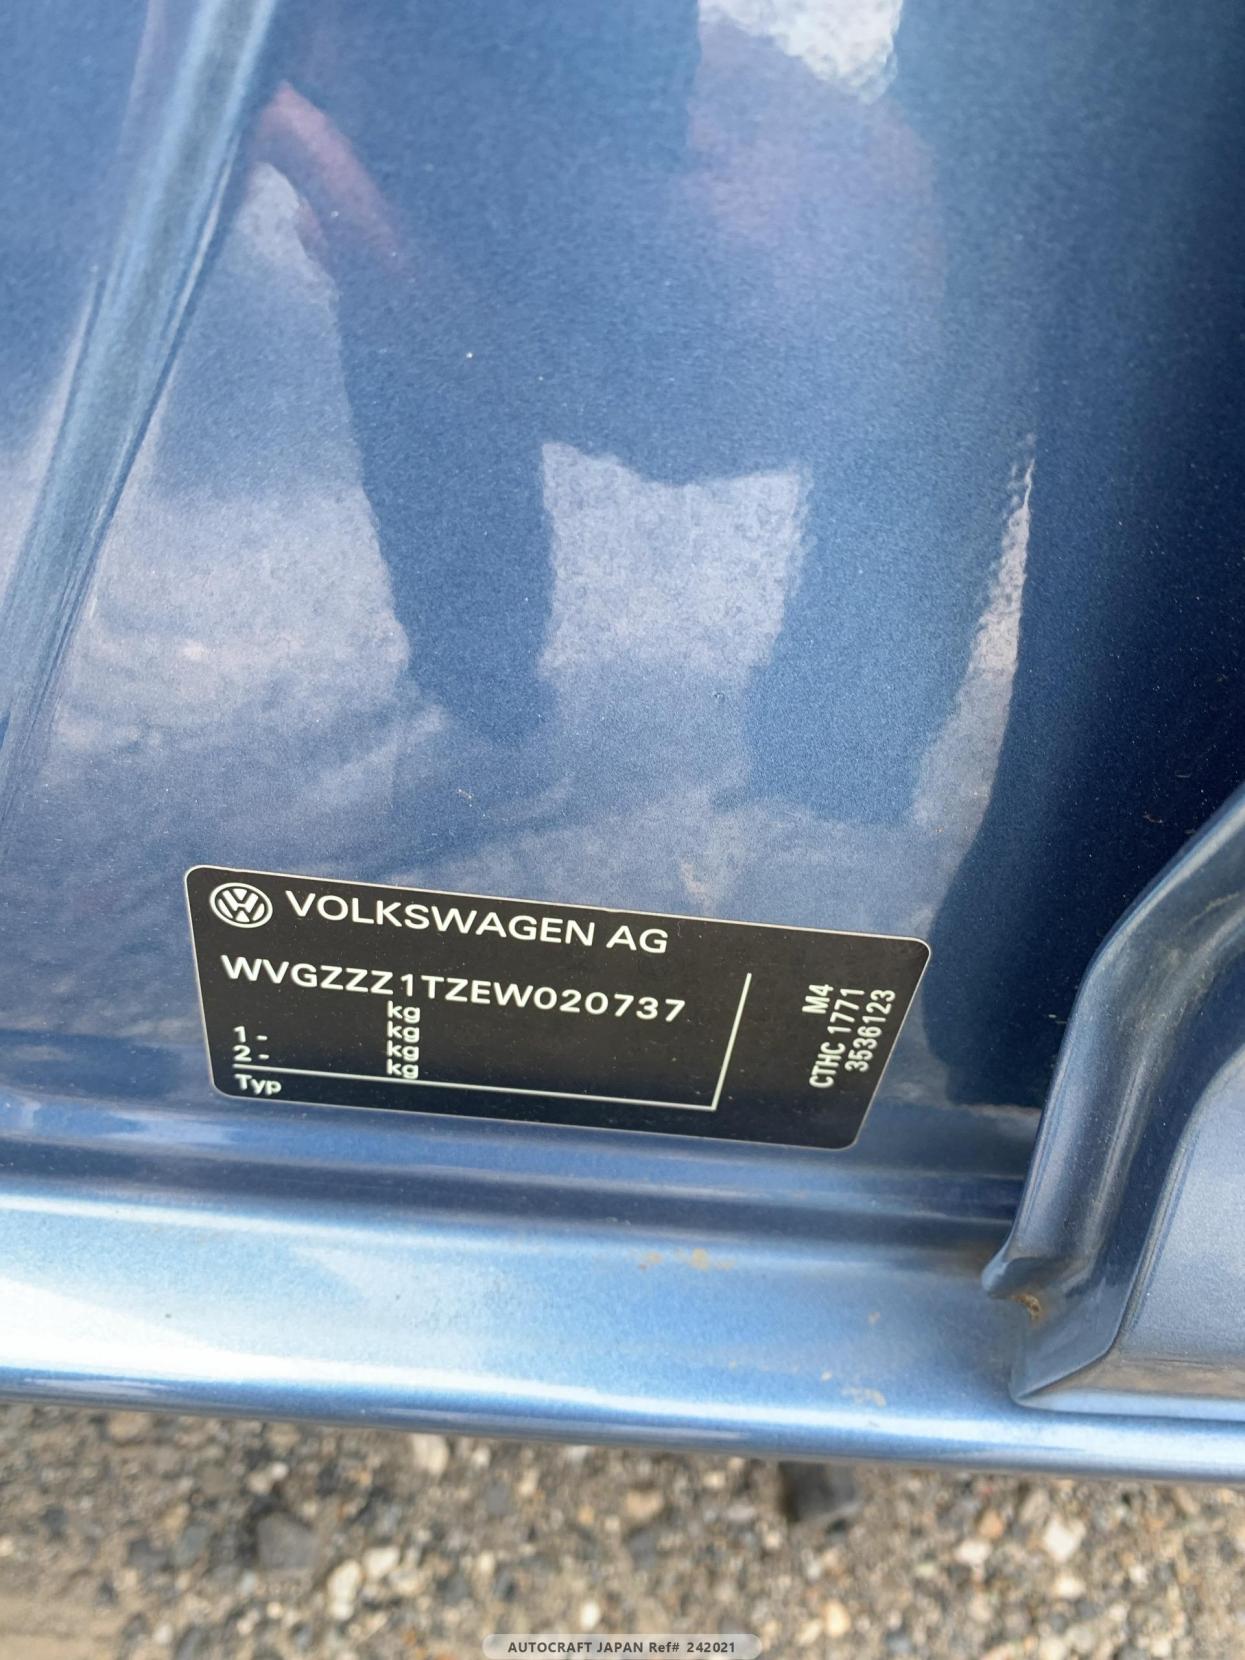 VOLKSWAGEN AG
WVGZZZ1TZEW020737
kg
kg
1 - kg
2 - kg
Typ
M4
CTHC 1771
3536123
AUTOCRAFT JAPAN Ref# 242021